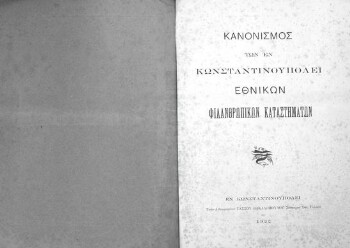 ΚΑΝΟΝΙΣΜΟΣ
ΤΩΝ ΕΝ
ΚΩΝΣΤΑΝΤΙΝΟΥΠΟΛΕΙ
ΕΘΝΙΚΩΝ
ΦΙΛΑΝΘΡΩΠΙΚΩΝ ΚΑΤΑΣΤΗΜΑΤΩΝ
ΕΝ ΚΩΝΣΤΑΝΤΙΝΟΥΠΟΛΕΙ